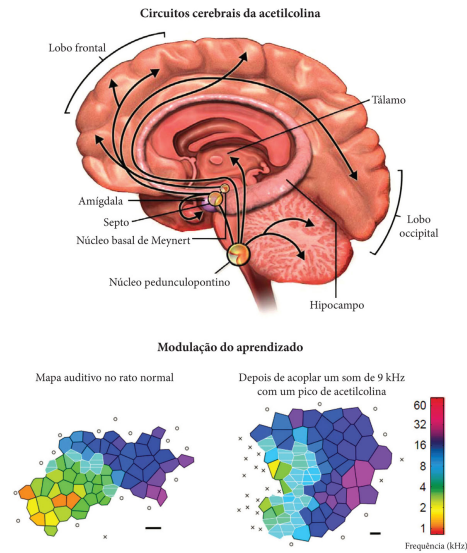 Circuitos cerebrais da acetilcolina
Lobo frontal
Tálamo
Amígdala
Septo
Núcleo basal de Meynert
Lobo
occipital
Núcleo pedunculopontino
Hipocampo
Modulação do aprendizado
Mapa auditivo no rato normal
Depois de acoplar um som de 9 kHz
com um pico de acetilcolina
60
32
16
8
4
2
1
Frequência (kHz)